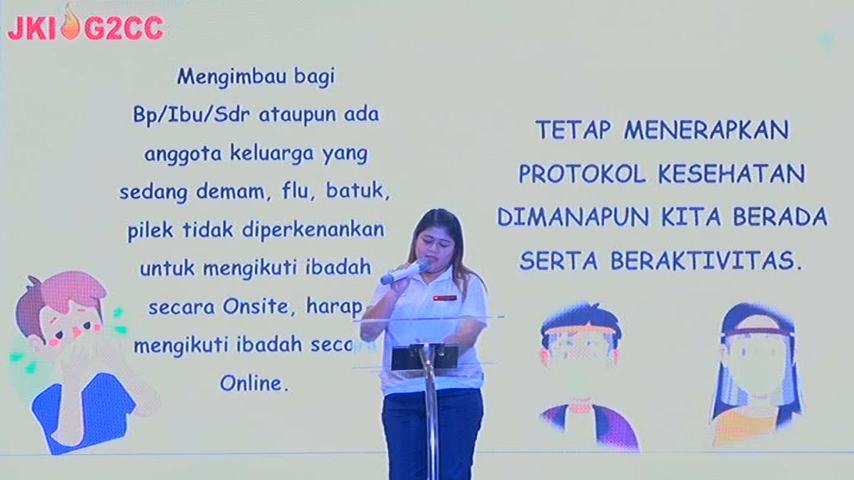 JKI G2CC
Mengimbau bagi
Bp/Ibu/Sdr ataupun ada
anggota keluarga yang
sedang demam, flu, batuk,
pilek tidak diperkenankan
untuk mengikuti ibadah
secara Onsite, harap
mengikuti ibadah secara
Online.
TETAP MENERAPKAN
PROTOKOL KESEHATAN
DIMANAPUN KITA BERADA
SERTA BERAKTIVITAS.